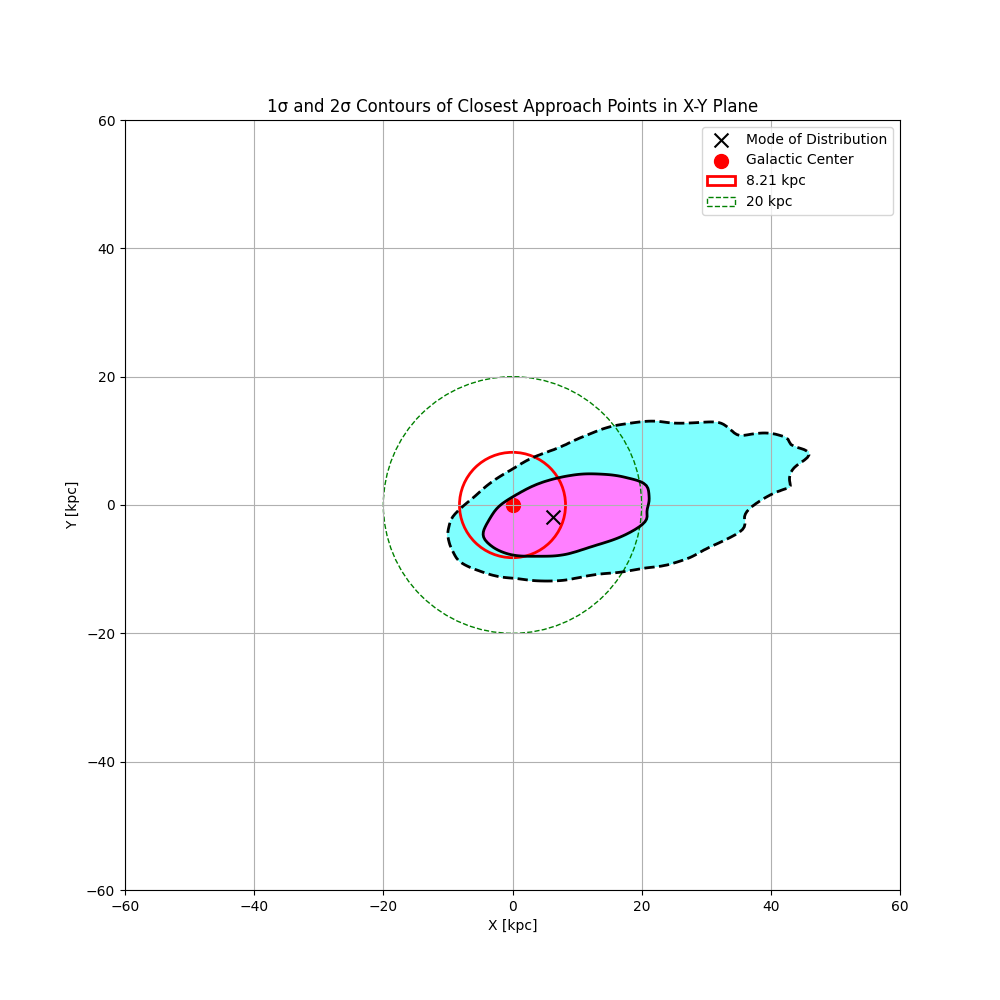 1σ and 2σ Contours of Closest Approach Points in X-Y Plane
Mode of Distribution
Galactic Center
8.21 kpc
20 kpc
60
40
20
0
−20
−40
−60
Y [kpc]
−60 −40 −20 0 20 40 60
X [kpc]